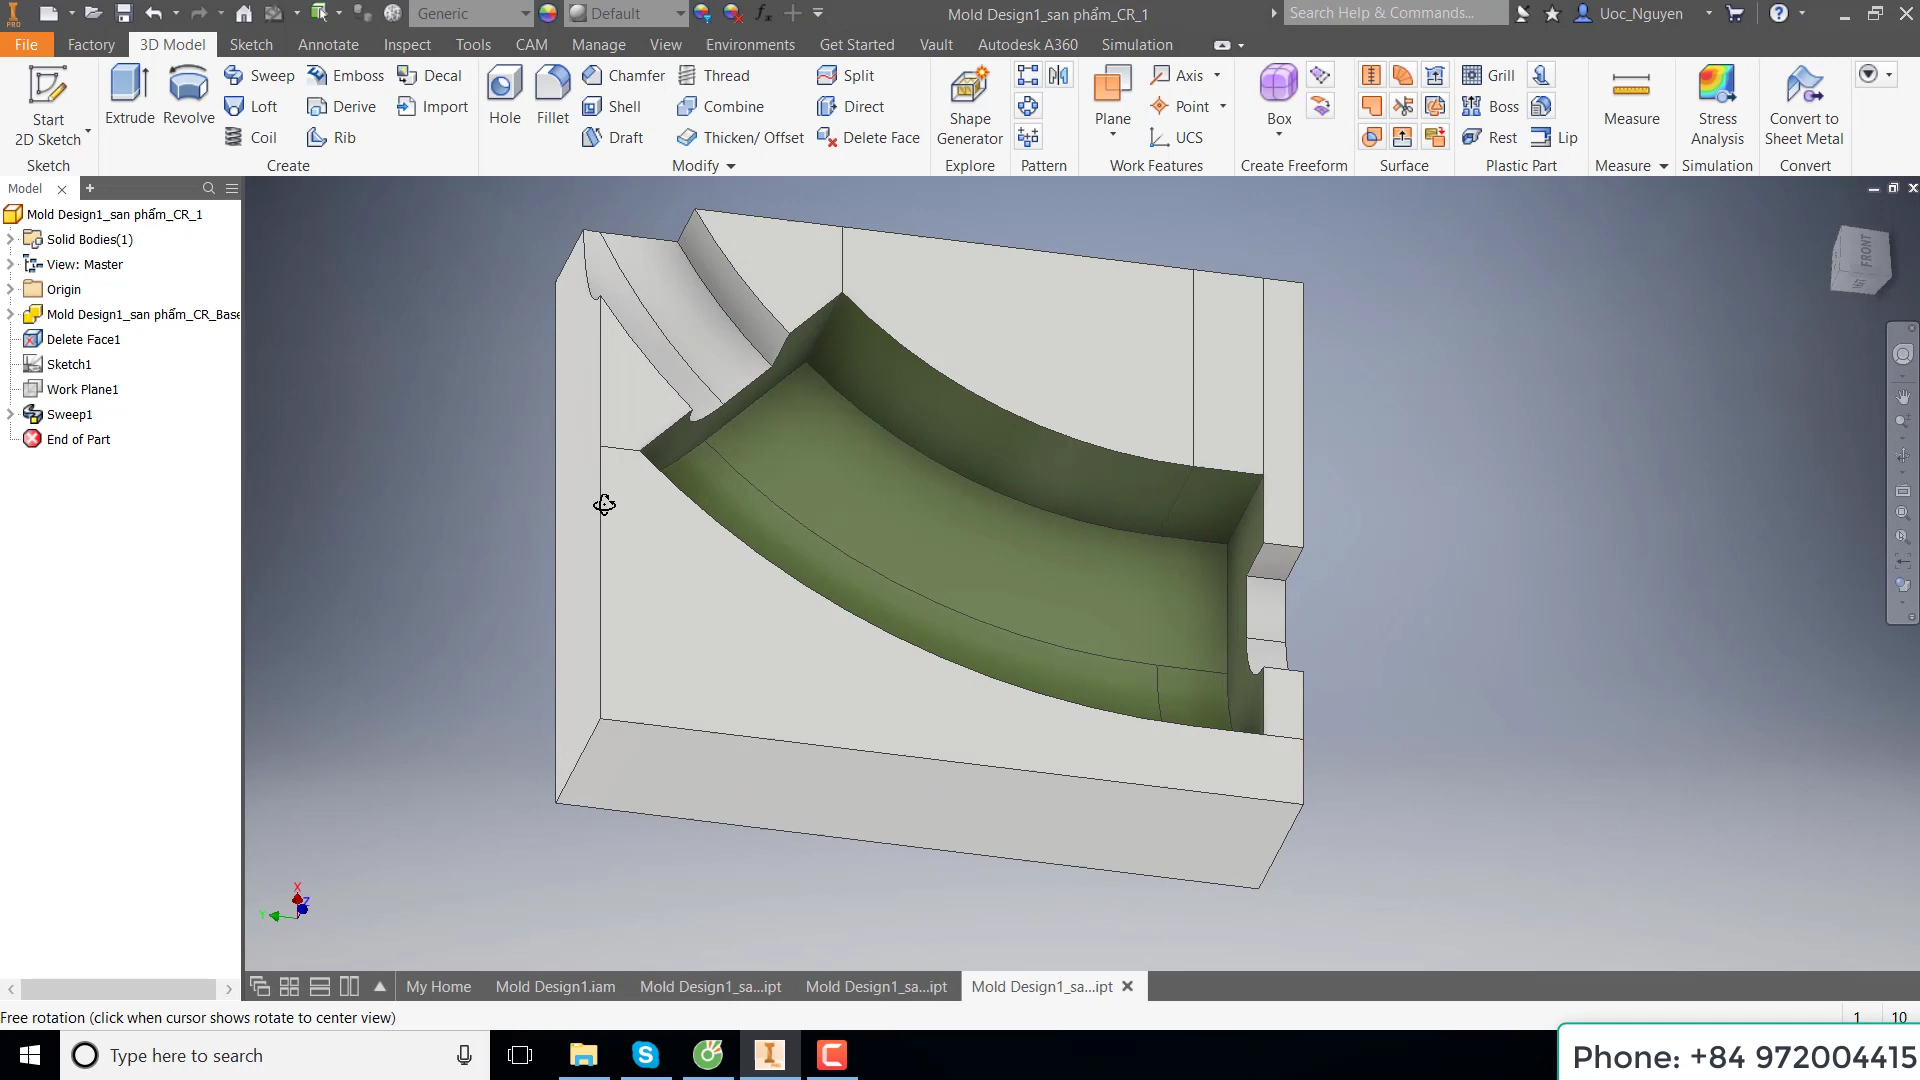 Generic
Default
Mold Design1_san phẩm_CR_1
Search Help & Commands...
Uoc_Nguyen
File Factory 3D Model Sketch Annotate Inspect Tools CAM Manage View Environments Get Started Vault Autodesk A360 Simulation
Start
2D Sketch
Extrude
Revolve
Sweep
Loft
Coil
Emboss
Derive
Rib
Decal
Import
Hole
Fillet
Chamfer
Shell
Draft
Thread
Combine
Thicken/ Offset
Split
Direct
Delete Face
Shape
Generator
Plane
Axis
Point
UCS
Box
Grill
Boss
Rest
Lip
Measure
Stress
Analysis
Convert to
Sheet Metal
Sketch Create Modify Explore Pattern Work Features Create Freeform Surface Plastic Part Measure Simulation Convert
Model
Mold Design1_san phẩm_CR_1
Solid Bodies(1)
View: Master
Origin
Mold Design1_san phẩm_CR_Base
Delete Face1
Sketch1
Work Plane1
Sweep1
End of Part
FRONT
X
Y
Z
My Home Mold Design1.iam Mold Design1_sa...ipt Mold Design1_sa...ipt Mold Design1_sa...ipt
Free rotation (click when cursor shows rotate to center view)
1 10
Type here to search
Phone: +84 972004415